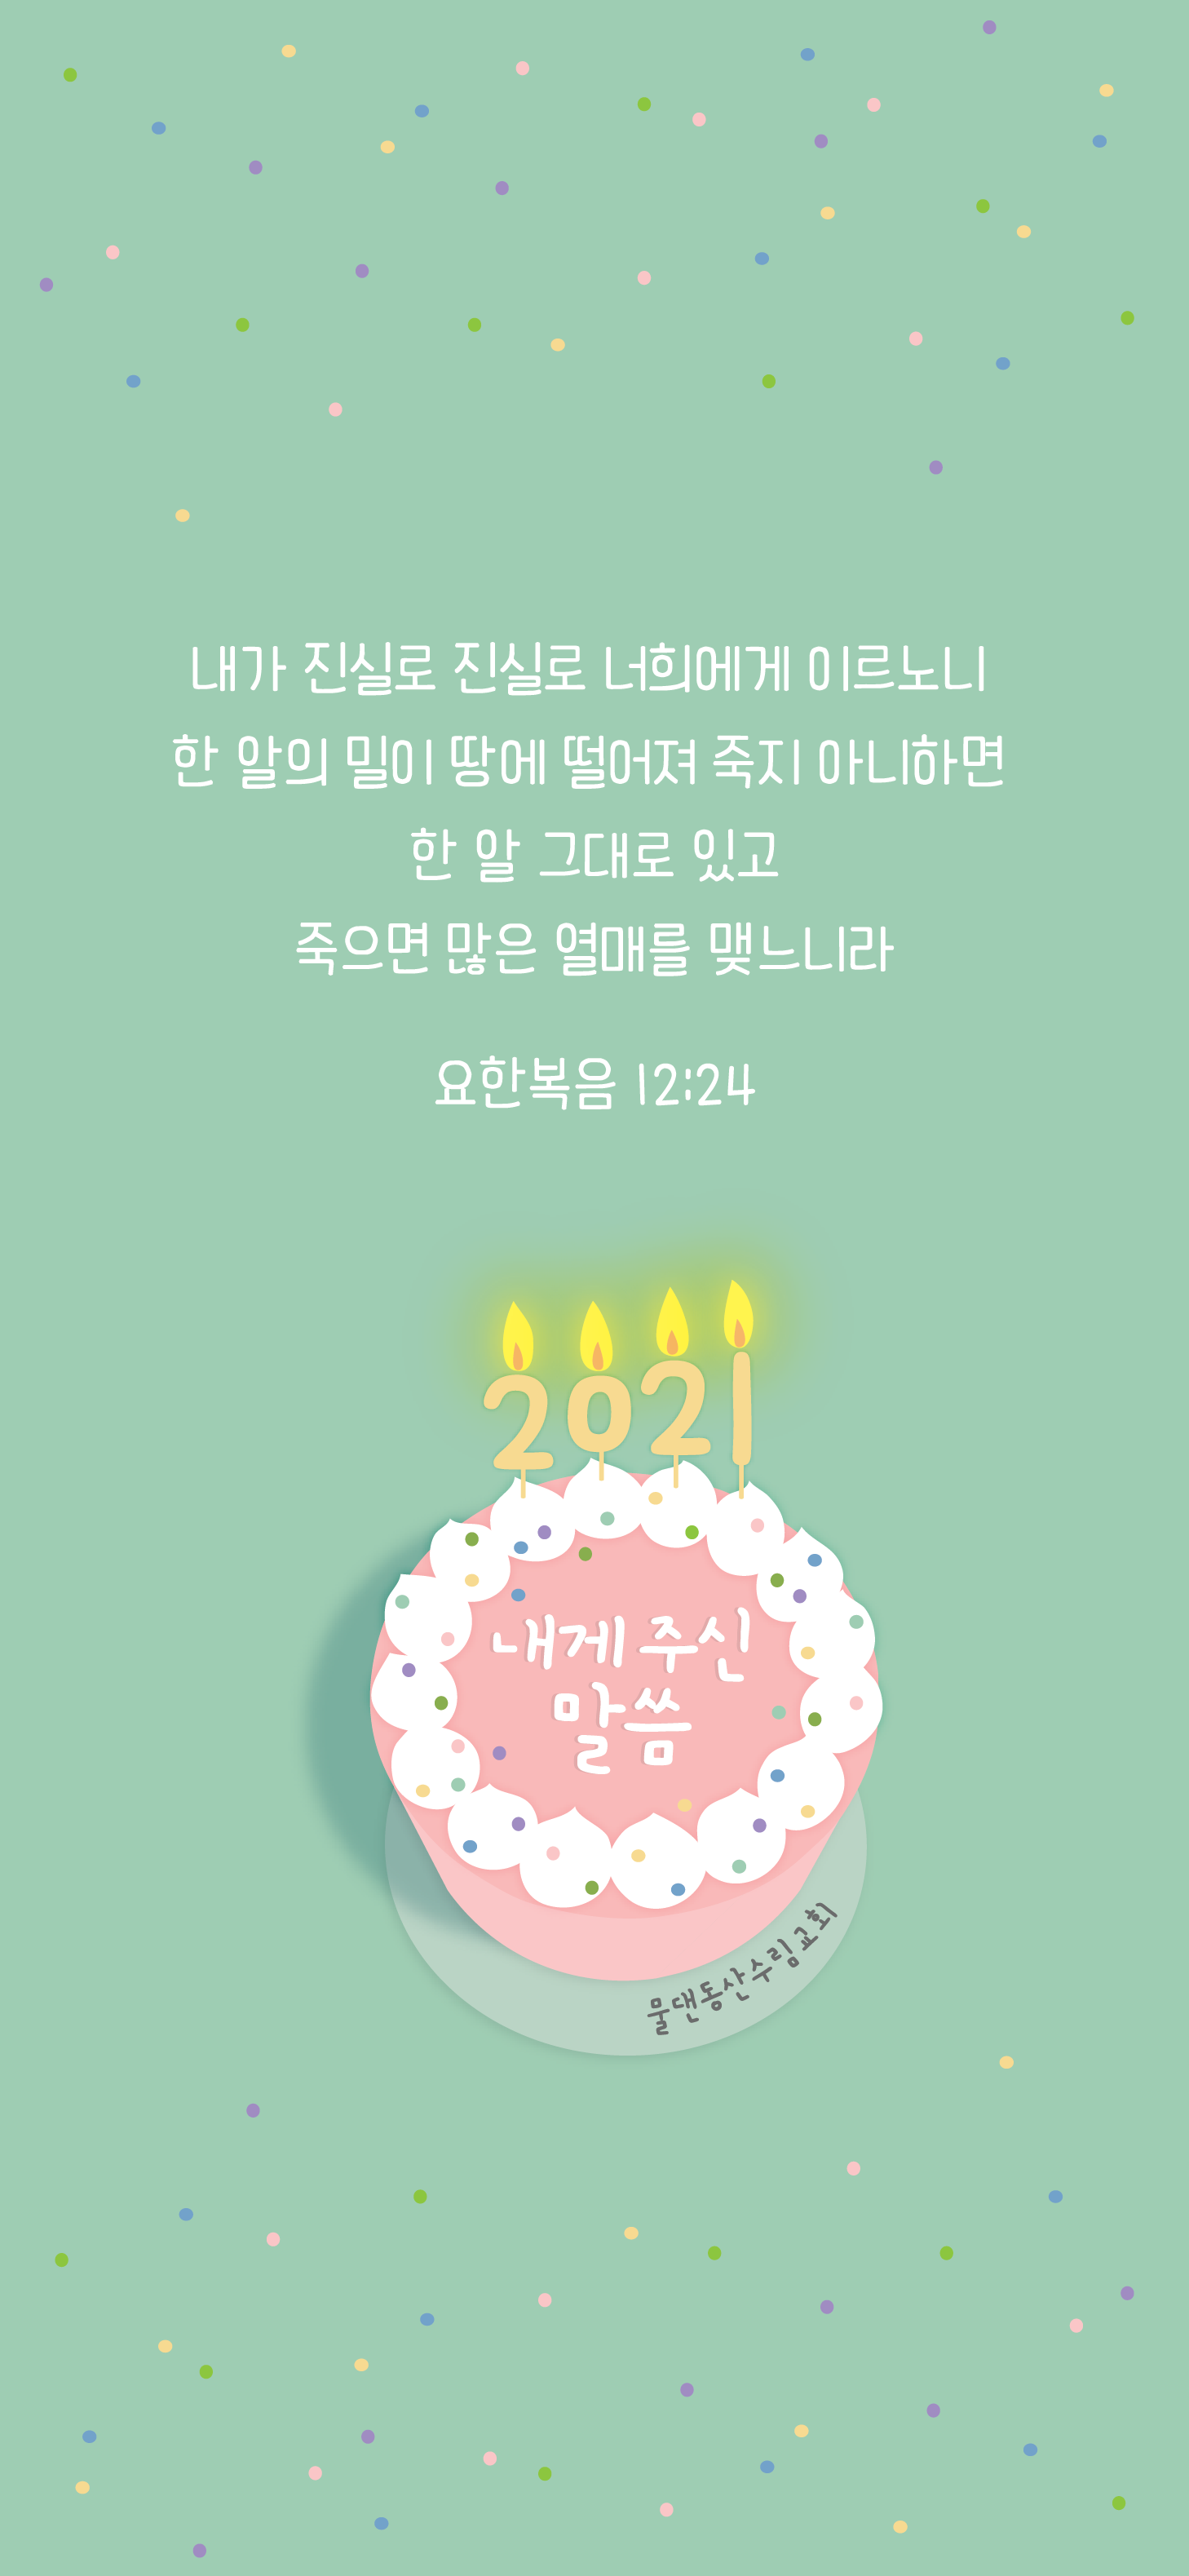 내가 진실로 진실로 너희에게 이르노니
한 알의 밀이 땅에 떨어져 죽지 아니하면
한 알 그대로 있고
죽으면 많은 열매를 맺느니라
요한복음 12:24
2021
내게 주신
말씀
물댄동산수림교회